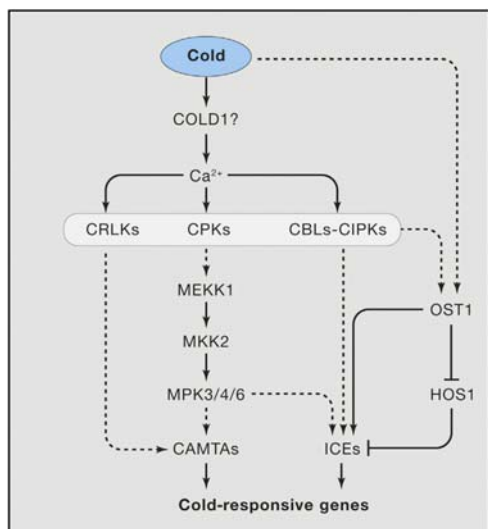 Cold
COLD1?
Ca²⁺
CRLKs CPKs CBLs-CIPKs
MEKK1
OST1
MKK2
MPK3/4/6 HOS1
CAMTAs ICEs
Cold-responsive genes